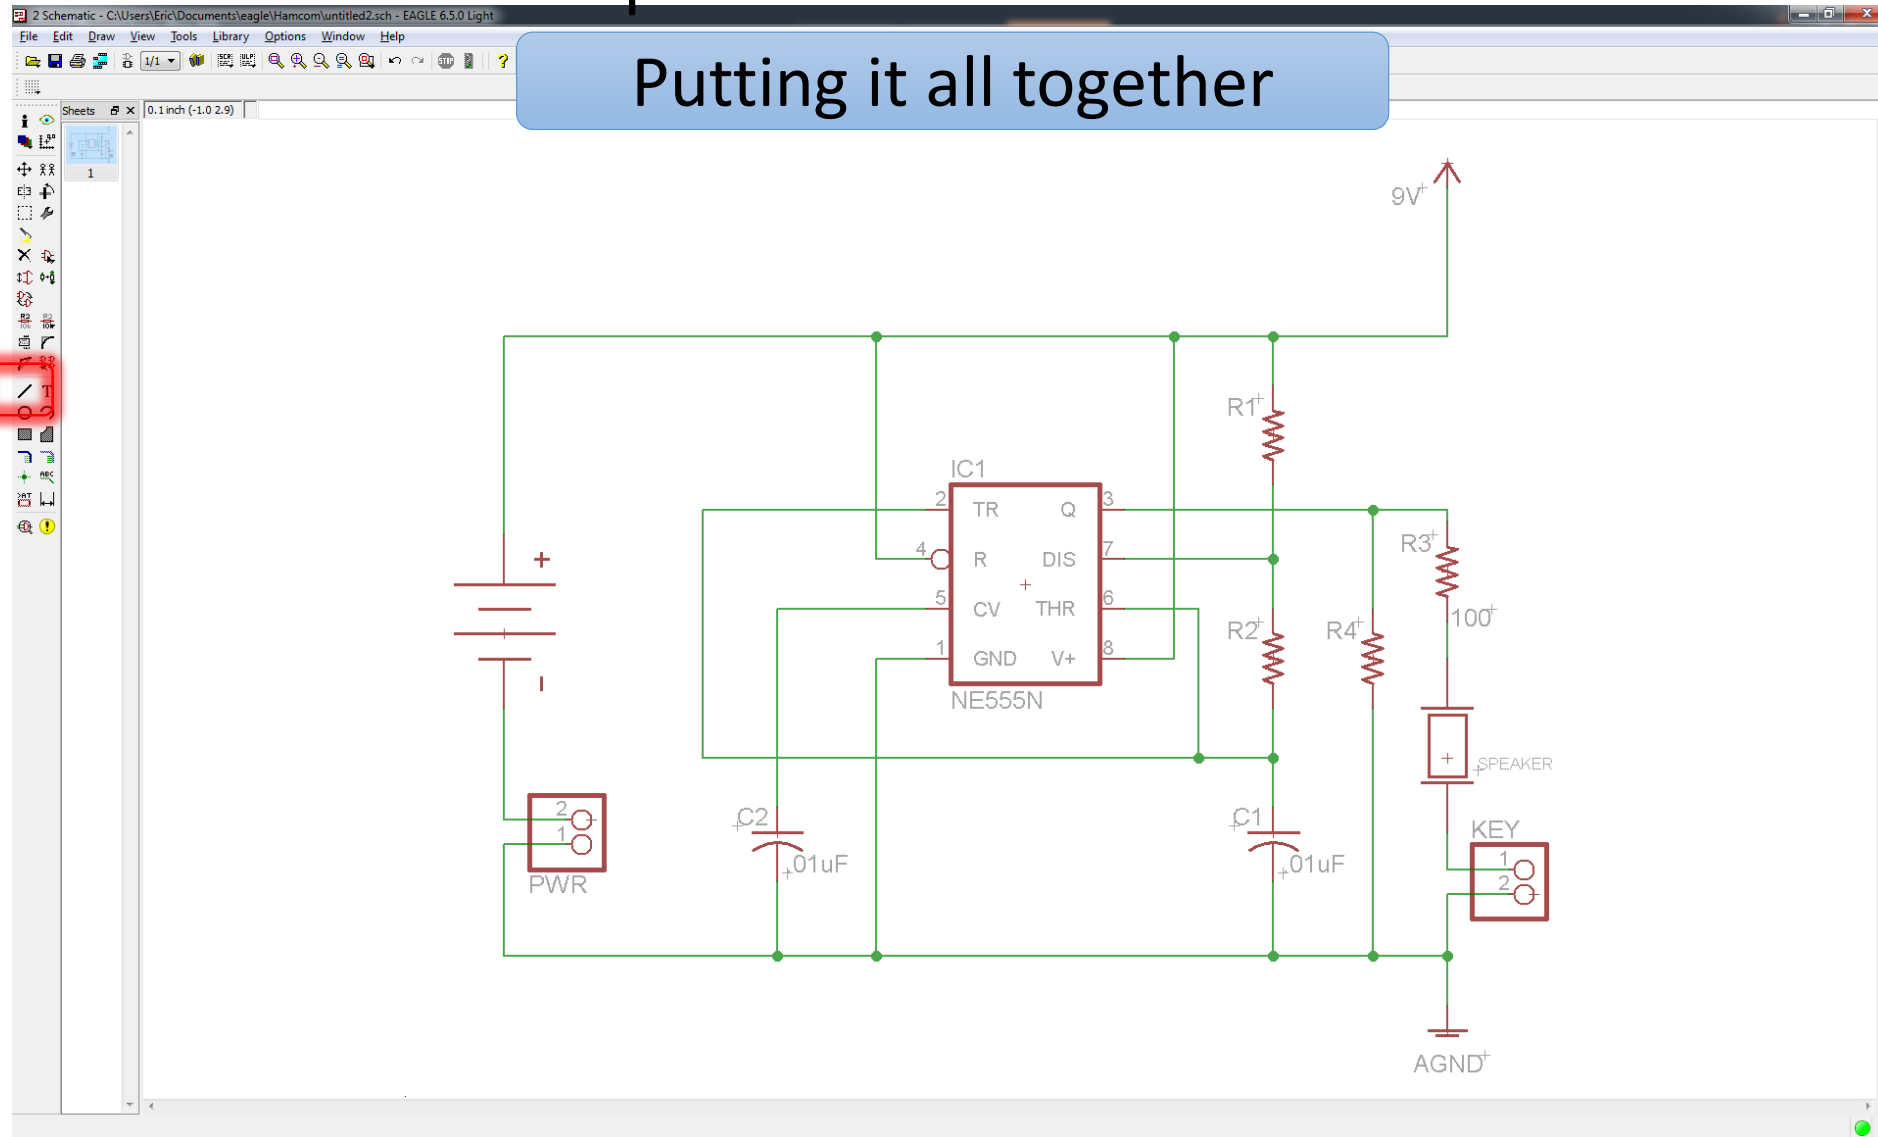 2 Schematic - C:\Users\Eric\Documents\eagle\Hamcom\untitled2.sch - EAGLE 6.5.0 Light
File Edit Draw View Tools Library Options Window Help
1/1
Putting it all together
Sheets
0.1 inch (-1.0 2.9)
1
9V
R1
IC1
2 TR Q 3
4 R DIS 7
5 CV THR 6
1 GND V+ 8
NE555N
R3
100
R2
R4
+
SPEAKER
2
1
PWR
C2
.01uF
C1
.01uF
KEY
1
2
AGND